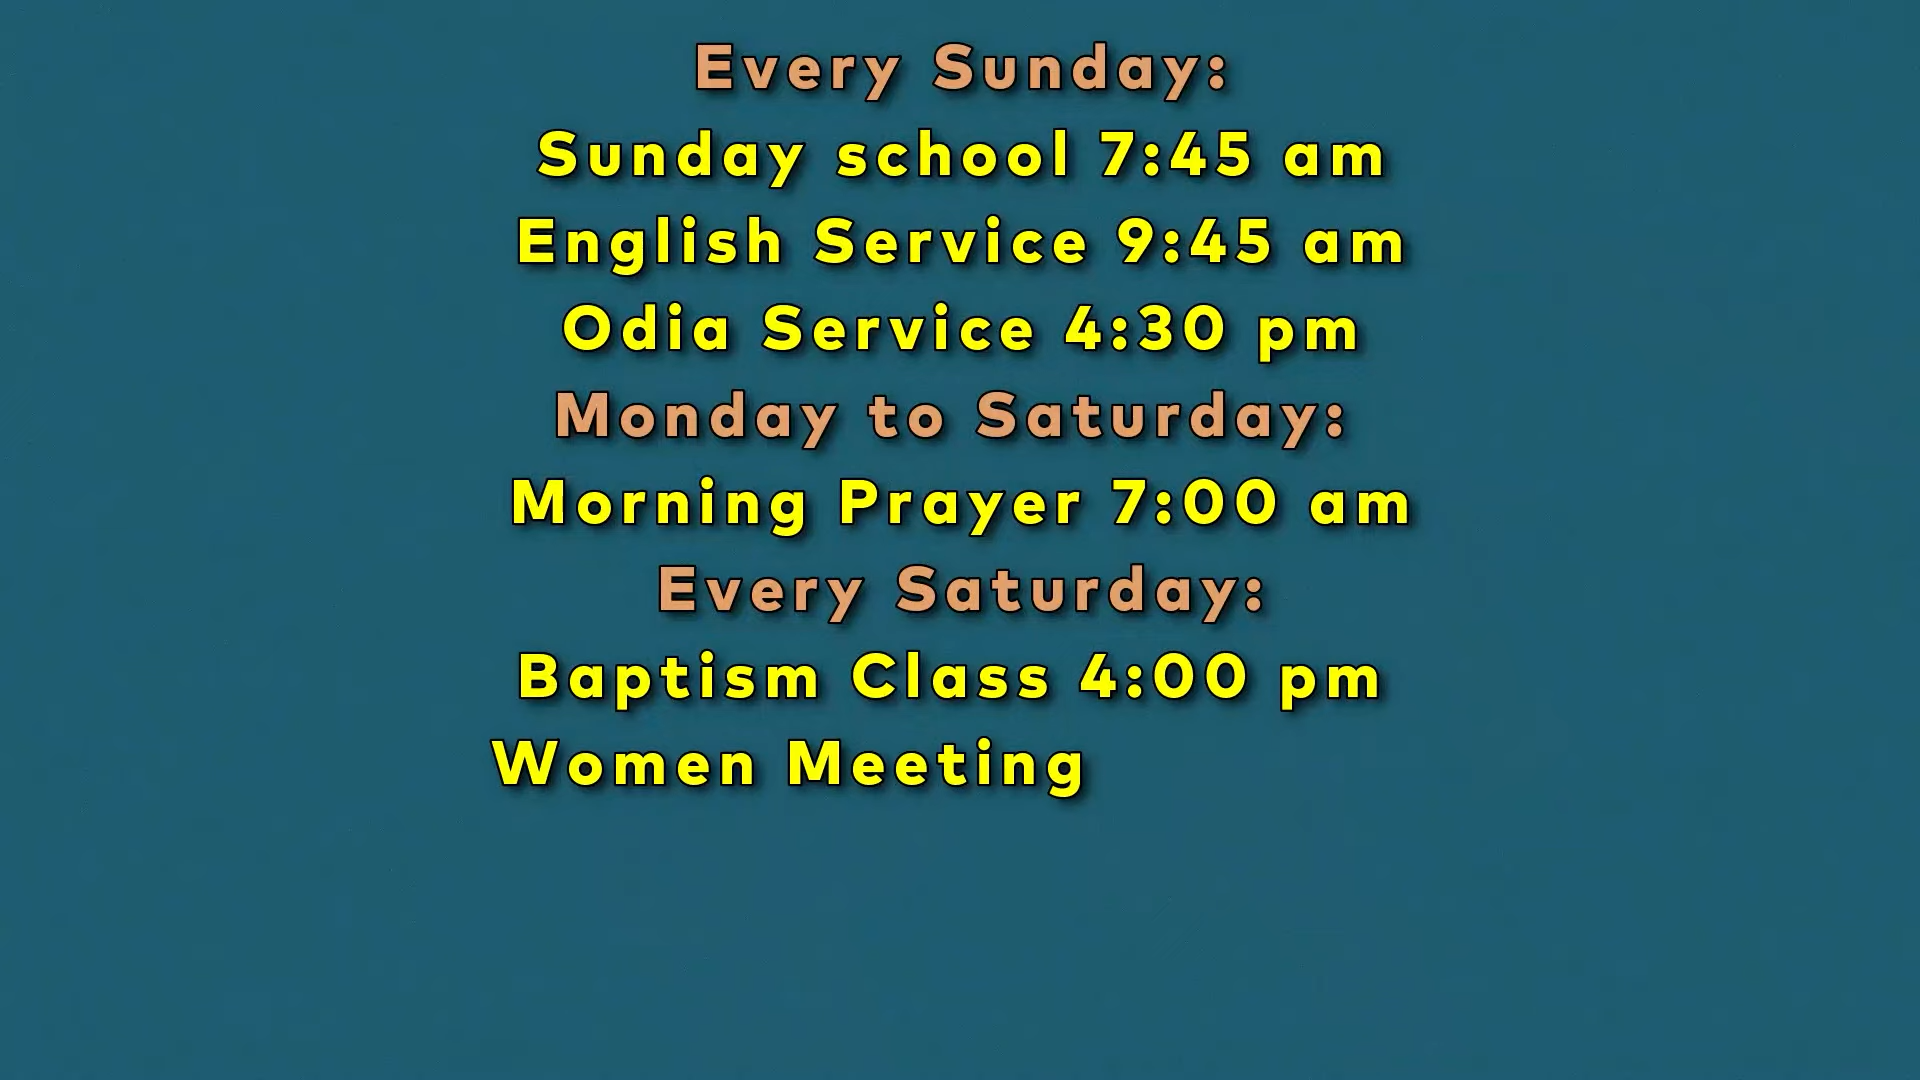 Every Sunday:
Sunday school 7:45 am
English Service 9:45 am
Odia Service 4:30 pm
Monday to Saturday:
Morning Prayer 7:00 am
Every Saturday:
Baptism Class 4:00 pm
Women Meeting